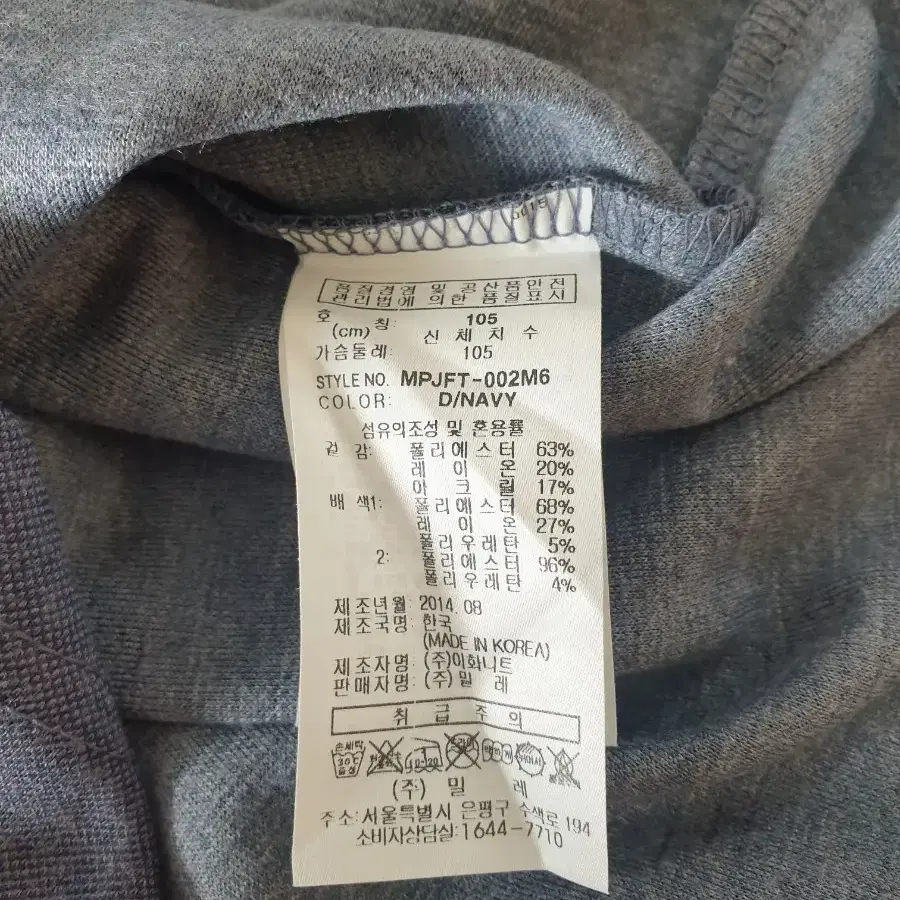 품질경영 및 공산품안전
관리법에 의한 품질표시
호 칭: 105
(cm) 신 체 치 수
가슴둘레: 105
STYLE NO. MPJFT-002M6
COLOR: D/NAVY
섬유의조성 및 혼용률
겉 감: 폴리에스터 63%
레 이 온 20%
아 크 릴 17%
배 색1: 폴리에스터 68%
레 이 온 27%
폴리우레탄 5%
2: 폴리에스터 96%
폴리우레탄 4%
제조년월: 2014.08
제조국명: 한국
(MADE IN KOREA)
제조자명: (주)이화니트
판매자명: (주)밀 레
취 급 주 의
손세탁
30℃
중성
(주) 밀 레
주소:서울특별시 은평구 수색로 194
소비자상담실:1644-7710